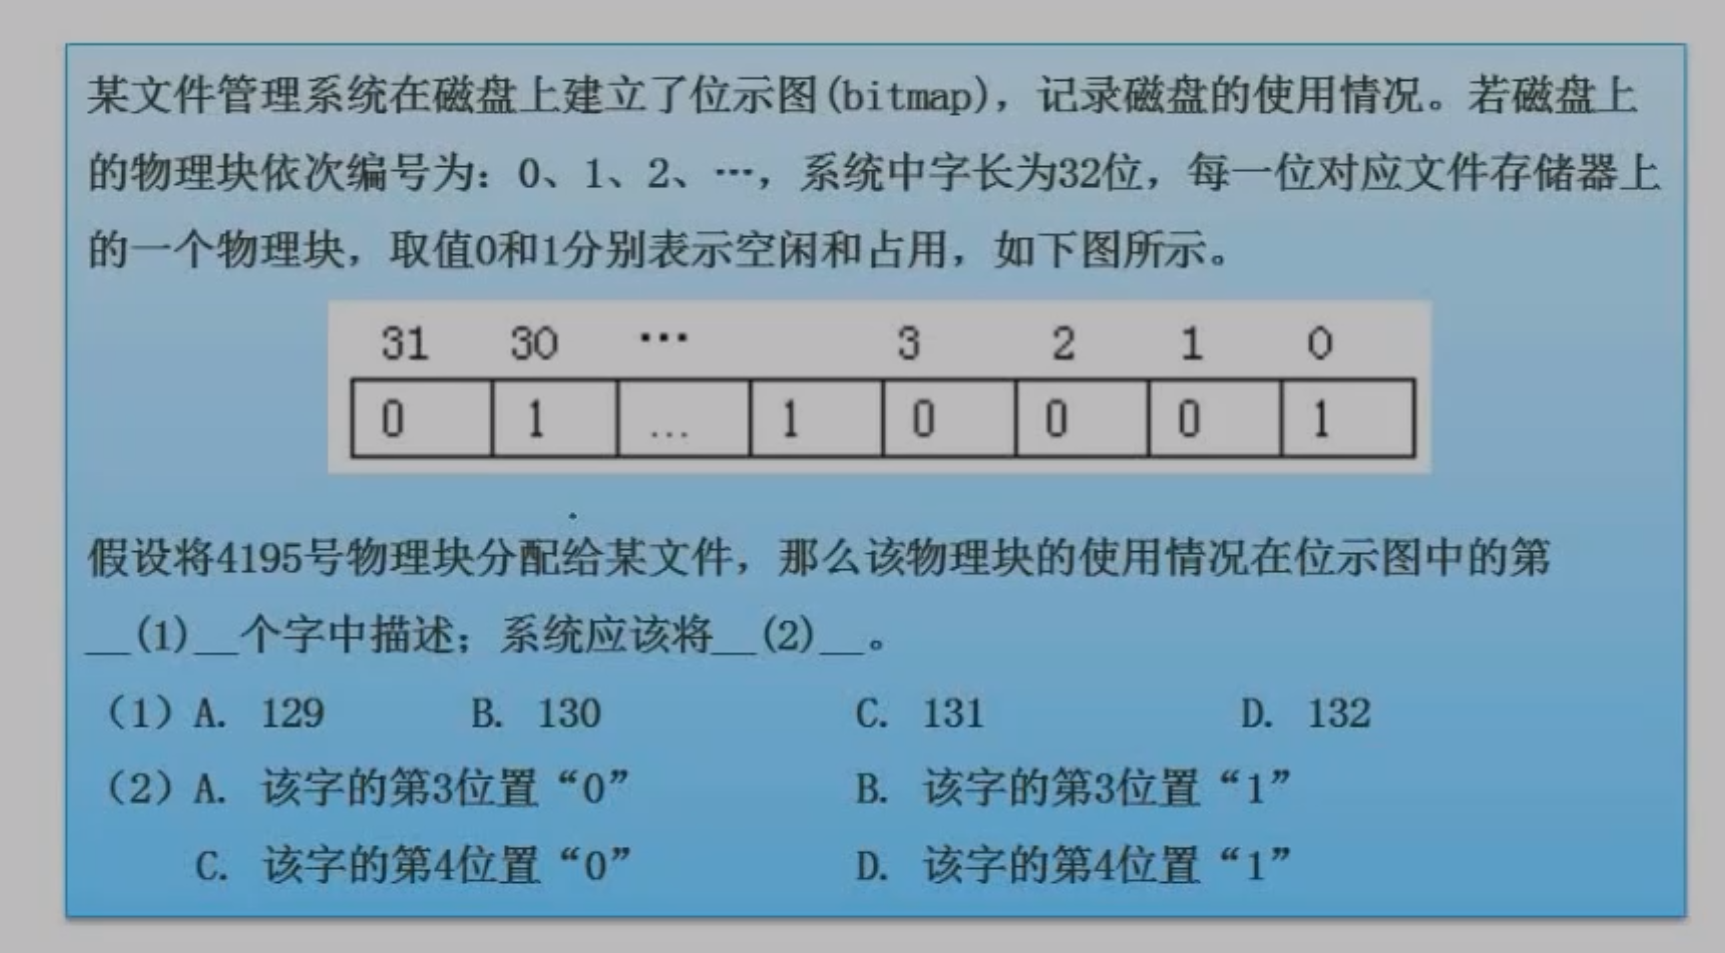 某文件管理系统在磁盘上建立了位示图(bitmap)，记录磁盘的使用情况。若磁盘上
的物理块依次编号为：0、1、2、…，系统中字长为32位，每一位对应文件存储器上
的一个物理块，取值0和1分别表示空闲和占用，如下图所示。
31 30 … 3 2 1 0
0 1 ... 1 0 0 0 1
假设将4195号物理块分配给某文件，那么该物理块的使用情况在位示图中的第
__(1)__个字中描述；系统应该将__(2)__。
（1）A. 129 B. 130 C. 131 D. 132
（2）A. 该字的第3位置“0” B. 该字的第3位置“1”
C. 该字的第4位置“0” D. 该字的第4位置“1”